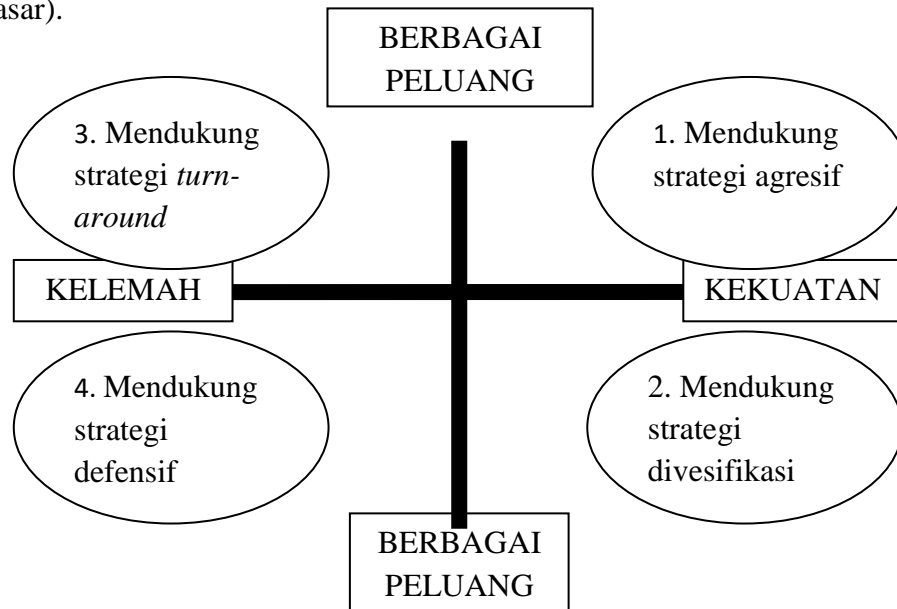 asar).
BERBAGAI
PELUANG
3. Mendukung
strategi turn-
around
1. Mendukung
strategi agresif
KELEMAH
KEKUATAN
4. Mendukung
strategi
defensif
2. Mendukung
strategi
divesifikasi
BERBAGAI
PELUANG